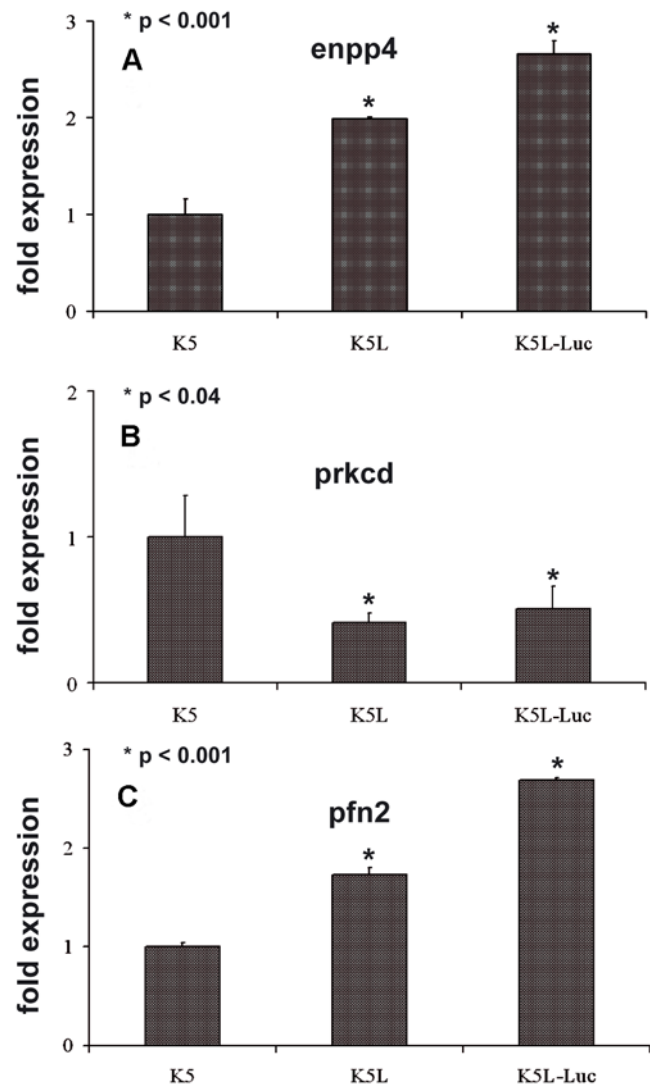 * p < 0.001
A
enpp4
*
*
fold expression
3
2
1
0
K5
K5L
K5L-Luc
* p < 0.04
B
prkcd
*
*
fold expression
2
1
0
K5
K5L
K5L-Luc
* p < 0.001
C
pfn2
*
*
fold expression
3
2
1
0
K5
K5L
K5L-Luc